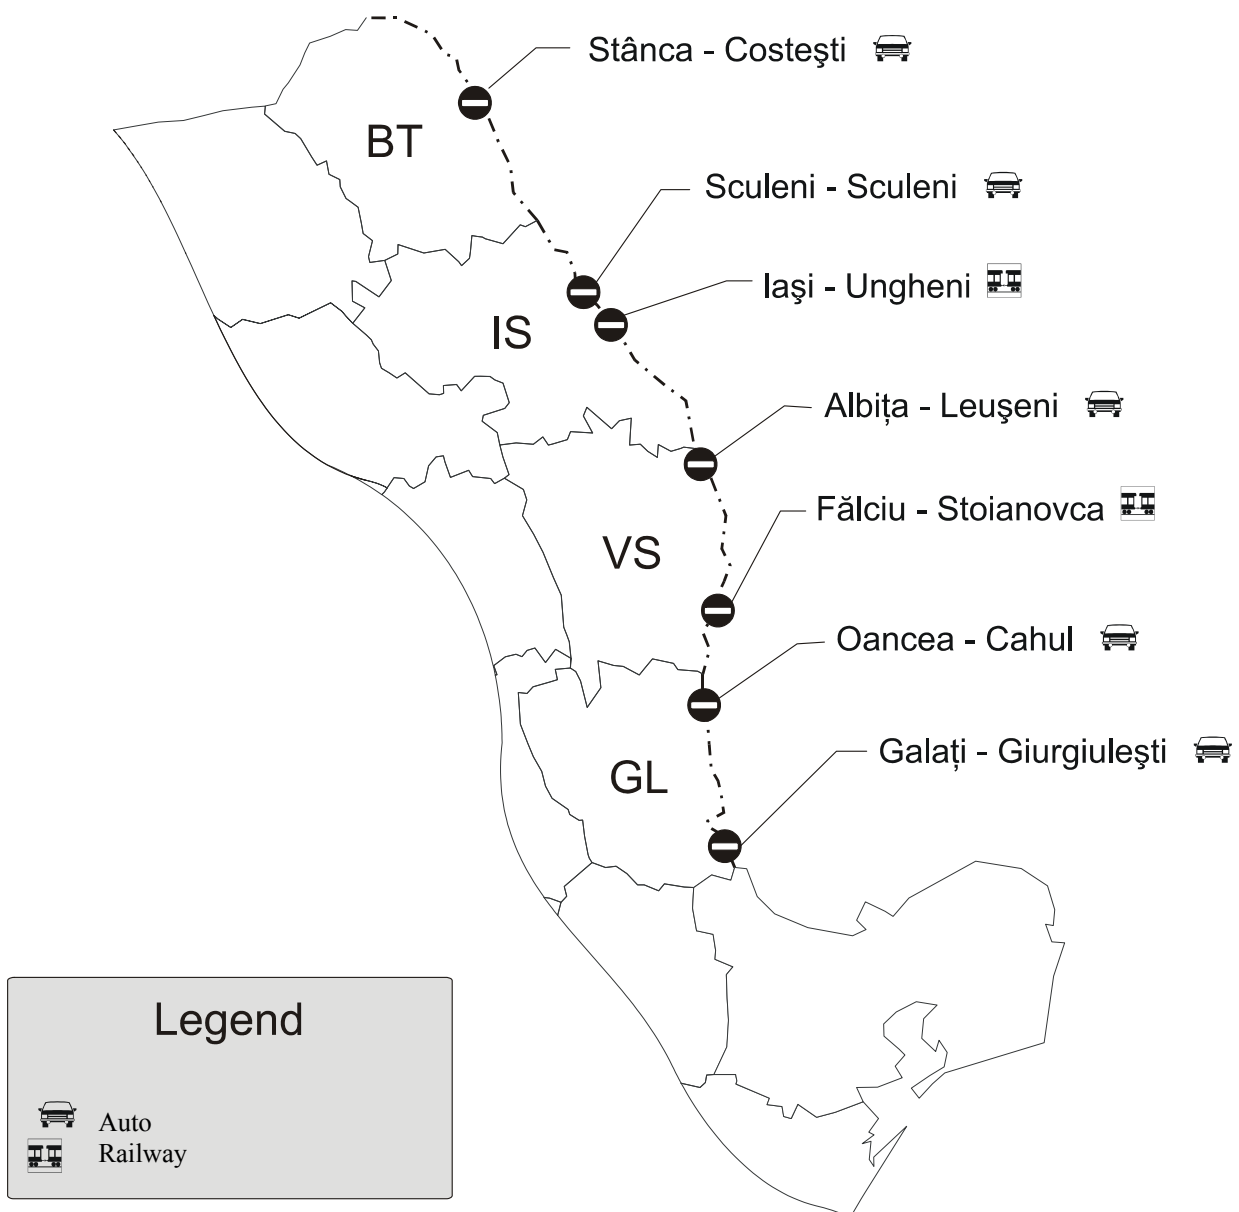 Stânca - Costeşti
BT
Sculeni - Sculeni
Iaşi - Ungheni
IS
Albiţa - Leuşeni
Fălciu - Stoianovca
VS
Oancea - Cahul
Galaţi - Giurgiuleşti
GL
Legend
Auto
Railway